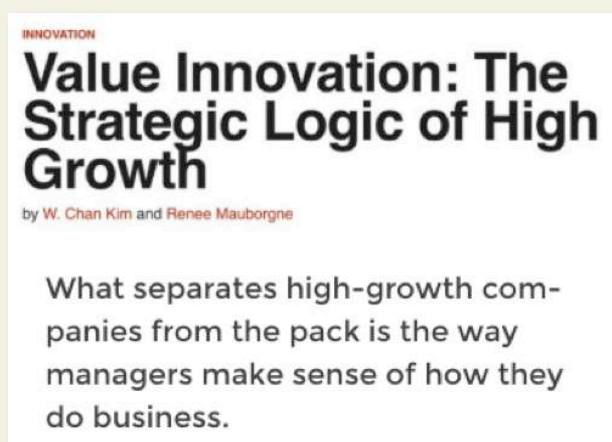 INNOVATION
Value Innovation: The
Strategic Logic of High
Growth
by W. Chan Kim and Renee Mauborgne
What separates high-growth com-
panies from the pack is the way
managers make sense of how they
do business.